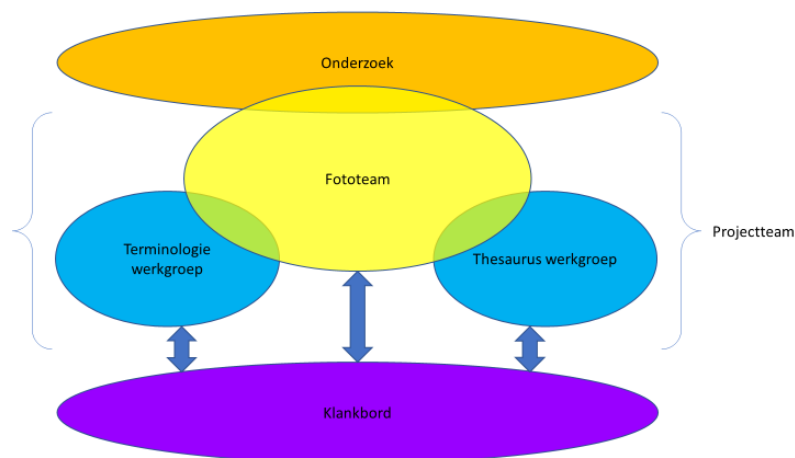 Onderzoek
Fototeam
Projectteam
Terminologie
werkgroep
Thesaurus werkgroep
Klankbord